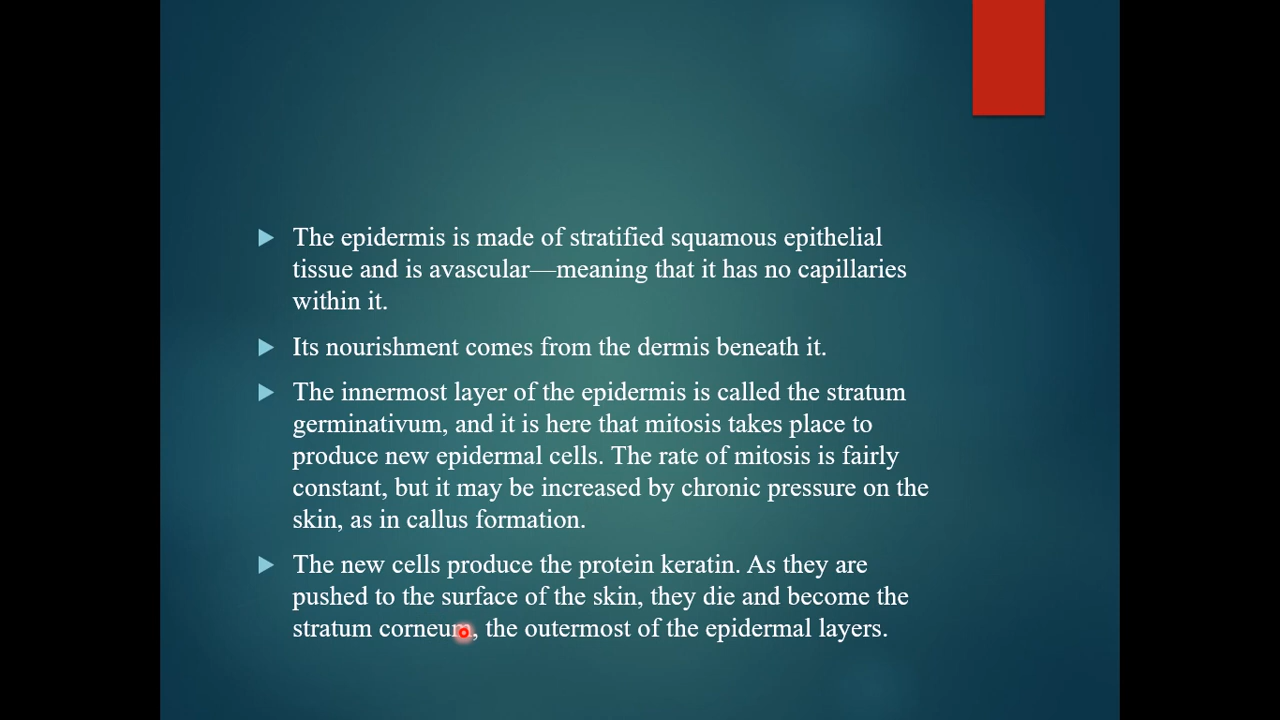 The epidermis is made of stratified squamous epithelial
tissue and is avascular—meaning that it has no capillaries
within it.
Its nourishment comes from the dermis beneath it.
The innermost layer of the epidermis is called the stratum
germinativum, and it is here that mitosis takes place to
produce new epidermal cells. The rate of mitosis is fairly
constant, but it may be increased by chronic pressure on the
skin, as in callus formation.
The new cells produce the protein keratin. As they are
pushed to the surface of the skin, they die and become the
stratum corneum, the outermost of the epidermal layers.